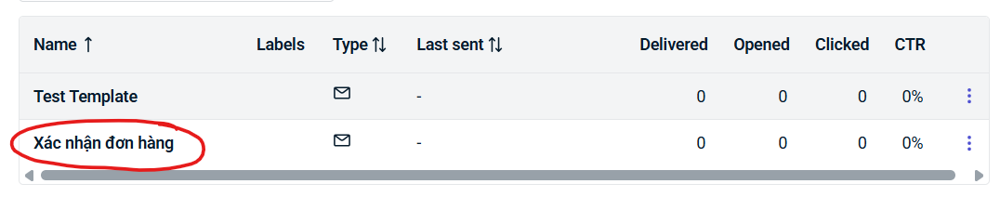 Name ↑ Labels Type ↑↓ Last sent ↑↓ Delivered Opened Clicked CTR
Test Template - 0 0 0 0%
Xác nhận đơn hàng - 0 0 0 0%